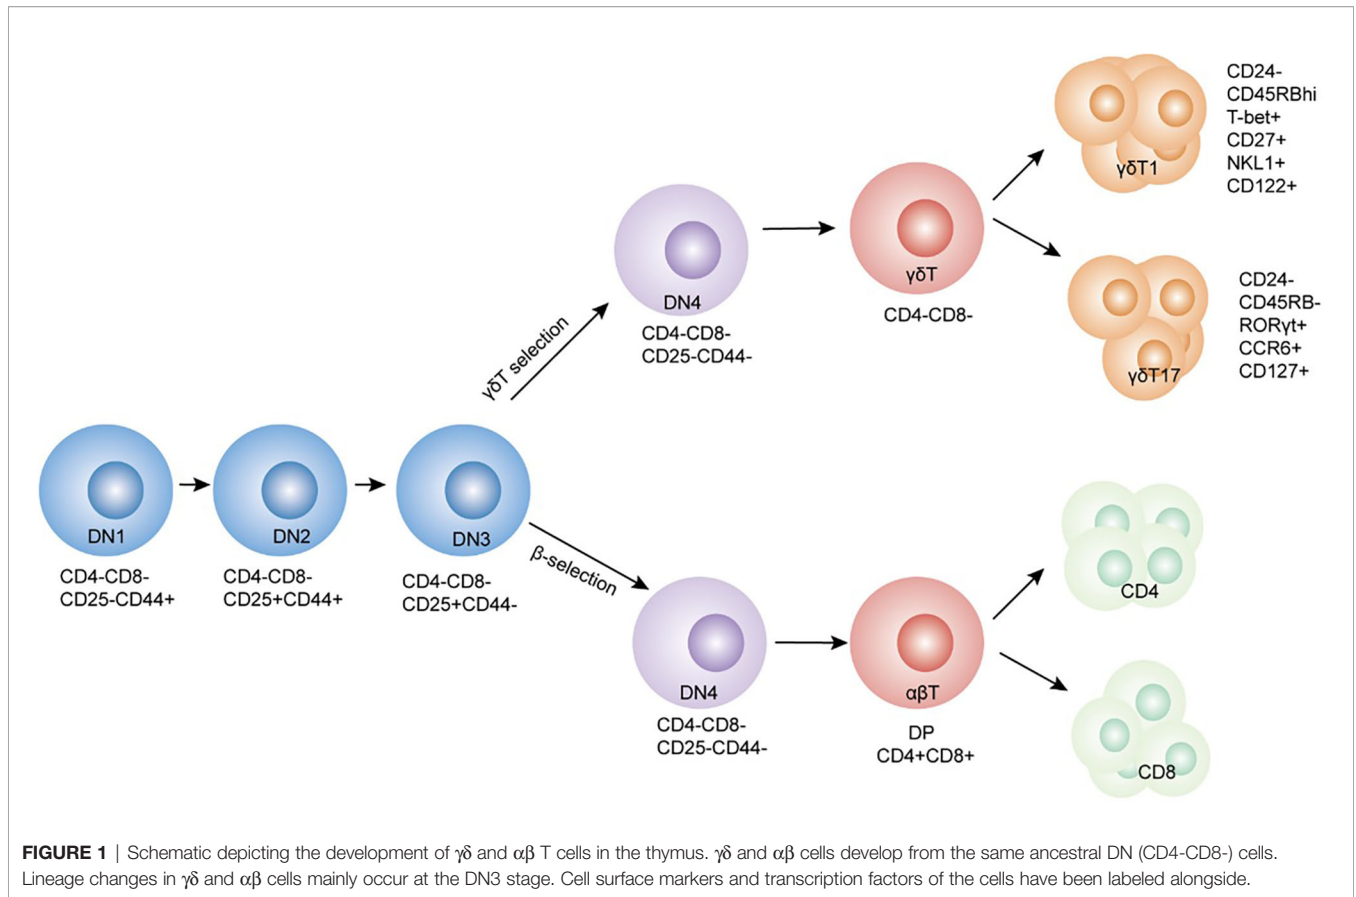 CD24-
CD45RBhi
T-bet+
CD27+
NKL1+
CD122+
γδT1
γδT
CD4-CD8-
DN4
CD4-CD8-
CD25-CD44-
CD24-
CD45RB-
RORγt+
CCR6+
CD127+
γδT17
γδT selection
DN1
CD4-CD8-
CD25-CD44+
DN2
CD4-CD8-
CD25+CD44+
DN3
CD4-CD8-
CD25+CD44-
β-selection
DN4
CD4-CD8-
CD25-CD44-
αβT
DP
CD4+CD8+
CD4
CD8
FIGURE 1 | Schematic depicting the development of γδ and αβ T cells in the thymus. γδ and αβ cells develop from the same ancestral DN (CD4-CD8-) cells.
Lineage changes in γδ and αβ cells mainly occur at the DN3 stage. Cell surface markers and transcription factors of the cells have been labeled alongside.